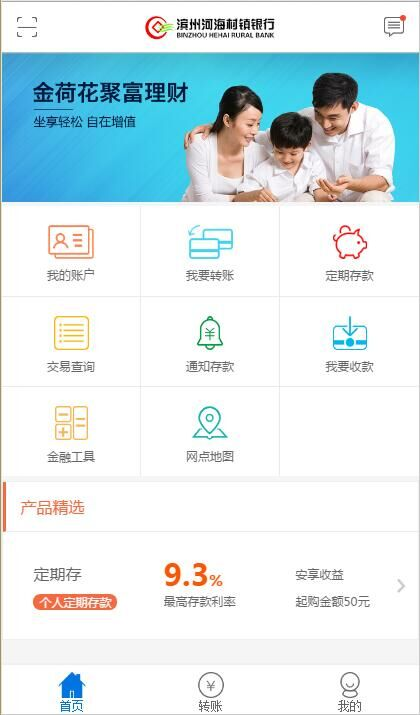 滨州河海村镇银行
BINZHOU HEHAI RURAL BANK
金荷花聚富理财
坐享轻松 自在增值
我的账户
我要转账
定期存款
交易查询
通知存款
我要收款
金融工具
网点地图
产品精选
定期存
9.3%
安享收益
个人定期存款
最高存款利率
起购金额50元
首页
转账
我的